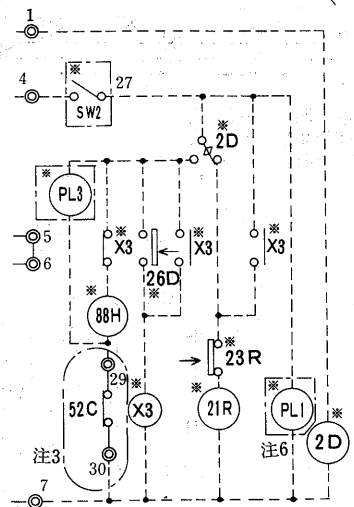 1
4
※
SW2
27
※
2D
※
PL3
5
6
※
X3
※
26D
※
X3
※
X3
※
88H
※
23R
29
52C
※
X3
※
21R
※
PL1
※
2D
注3
30
注6
7